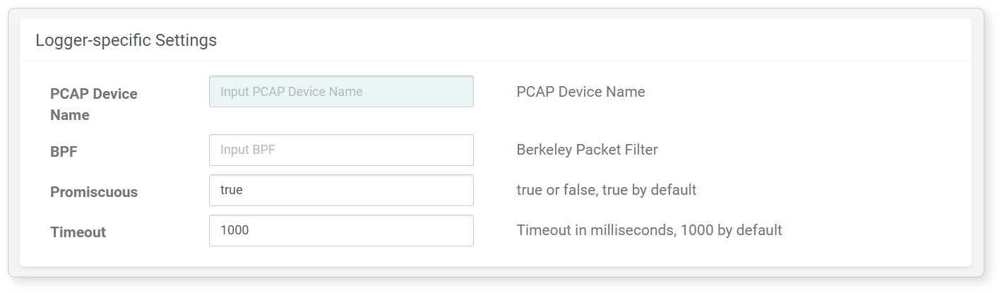 Logger-specific Settings
PCAP Device Name
Input PCAP Device Name
PCAP Device Name
BPF
Input BPF
Berkeley Packet Filter
Promiscuous
true
true or false, true by default
Timeout
1000
Timeout in milliseconds, 1000 by default